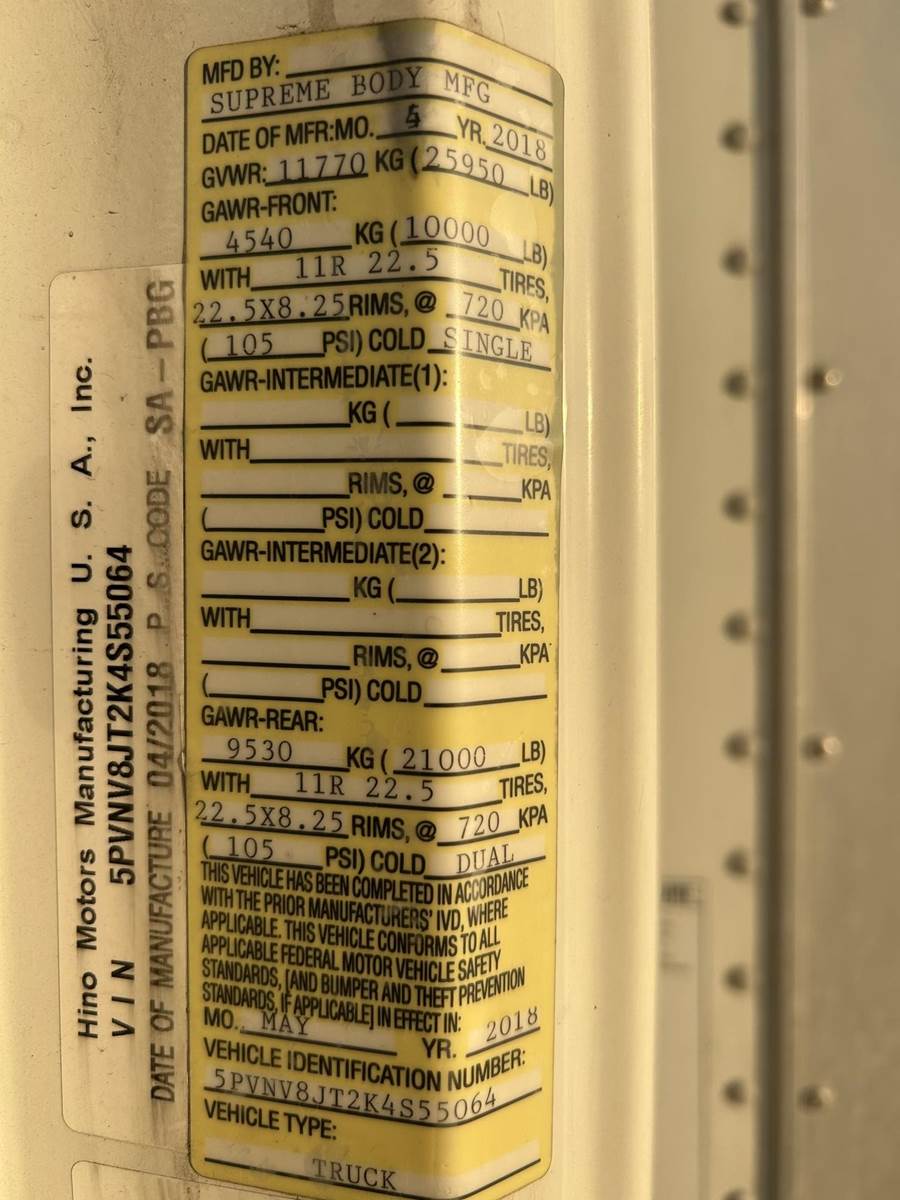 MFD BY:
SUPREME BODY MFG
DATE OF MFR:MO. YR. 2018
GVWR: 11770 KG (25950 LB)
GAWR-FRONT:
4540 KG (10000 LB)
WITH 11R 22.5 TIRES,
22.5X8.25 RIMS, @ 720 KPA
( 105 PSI) COLD SINGLE
GAWR-INTERMEDIATE(1):
KG ( LB)
WITH TIRES,
RIMS, @ KPA
( PSI) COLD
GAWR-INTERMEDIATE(2):
KG ( LB)
WITH TIRES,
RIMS, @ KPA
( PSI) COLD
GAWR-REAR:
9530 KG ( 21000 LB)
WITH 11R 22.5 TIRES,
22.5X8.25 RIMS, @ 720 KPA
( 105 PSI) COLD DUAL
THIS VEHICLE HAS BEEN COMPLETED IN ACCORDANCE
WITH THE PRIOR MANUFACTURERS' IVD, WHERE
APPLICABLE. THIS VEHICLE CONFORMS TO ALL
APPLICABLE FEDERAL MOTOR VEHICLE SAFETY
STANDARDS, [AND BUMPER AND THEFT PREVENTION
STANDARDS, IF APPLICABLE] IN EFFECT IN:
MO. MAY YR. 2018
VEHICLE IDENTIFICATION NUMBER:
5PVNV8JT2K4S55064
VEHICLE TYPE:
TRUCK
Hino Motors Manufacturing U. S. A., Inc.
VIN 5PVNV8JT2K4S55064
DATE OF MANUFACTURE 04/2018 P.S.CODE SA-PBG